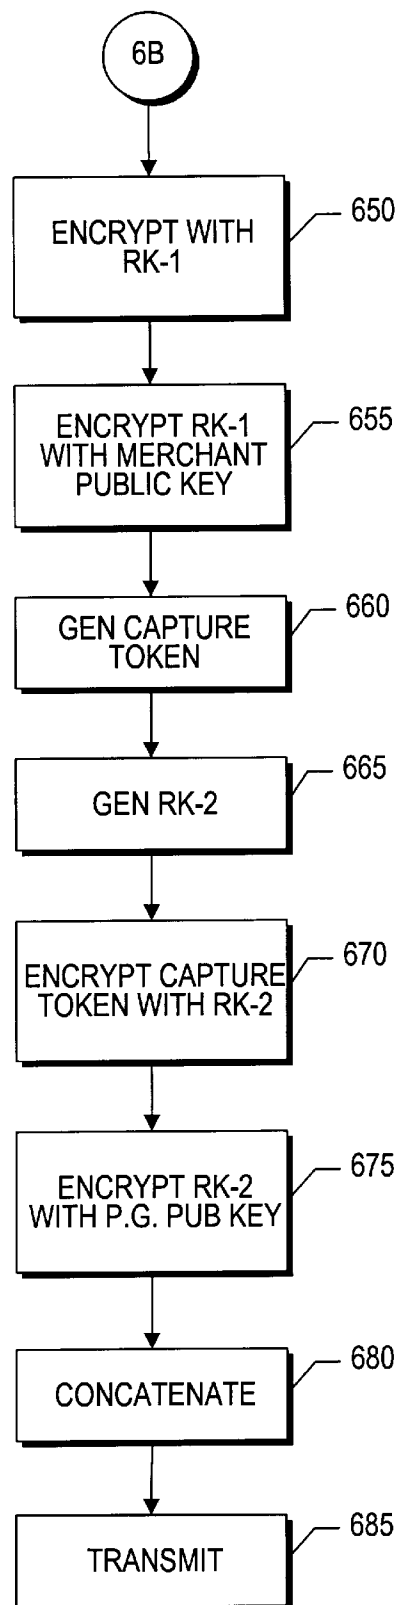 6B
ENCRYPT WITH
RK-1
650
ENCRYPT RK-1
WITH MERCHANT
PUBLIC KEY
655
GEN CAPTURE
TOKEN
660
GEN RK-2
665
ENCRYPT CAPTURE
TOKEN WITH RK-2
670
ENCRYPT RK-2
WITH P.G. PUB KEY
675
CONCATENATE
680
TRANSMIT
685